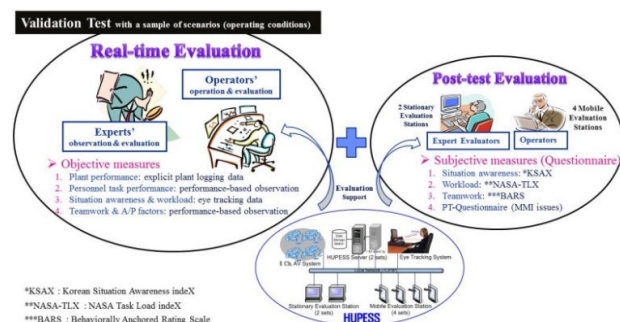 Validation Test with a sample of scenarios (operating conditions)
Real-time Evaluation
Operators'
operation & evaluation
Experts'
observation & evaluation
➤ Objective measures
1. Plant performance: explicit plant logging data
2. Personnel task performance: performance-based observation
3. Situation awareness & workload: eye tracking data
4. Teamwork & A/P factors: performance-based observation
Post-test Evaluation
2 Stationary
Evaluation
Stations
4 Mobile
Evaluation
Stations
Expert Evaluators
Operators
➤ Subjective measures (Questionnaire)
1. Situation awareness: *KSAX
2. Workload: **NASA-TLX
3. Teamwork: ***BARS
4. PT-Questionnaire (MMI issues)
Evaluation
Support
AV System
HUPESS
Server (2 sets)
Eye Tracking System
Stationary Evaluation Station
(2 sets)
Mobile Evaluation Station
(4 sets)
HUPESS
*KSAX : Korean Situation Awareness indeX
**NASA-TLX : NASA Task Load indeX
***BARS : Behaviorally Anchored Rating Scale